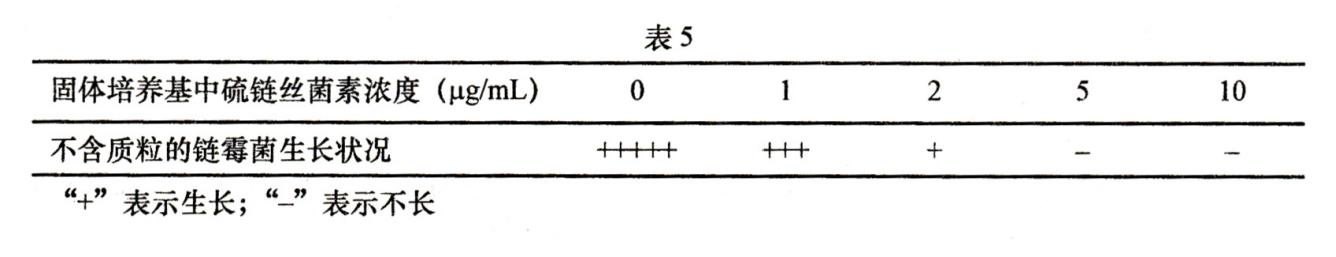 表 5
固体培养基中硫链丝菌素浓度（μg/mL） 0 1 2 5 10
不含质粒的链霉菌生长状况 +++++ +++ + – –
“+”表示生长；“–”表示不长